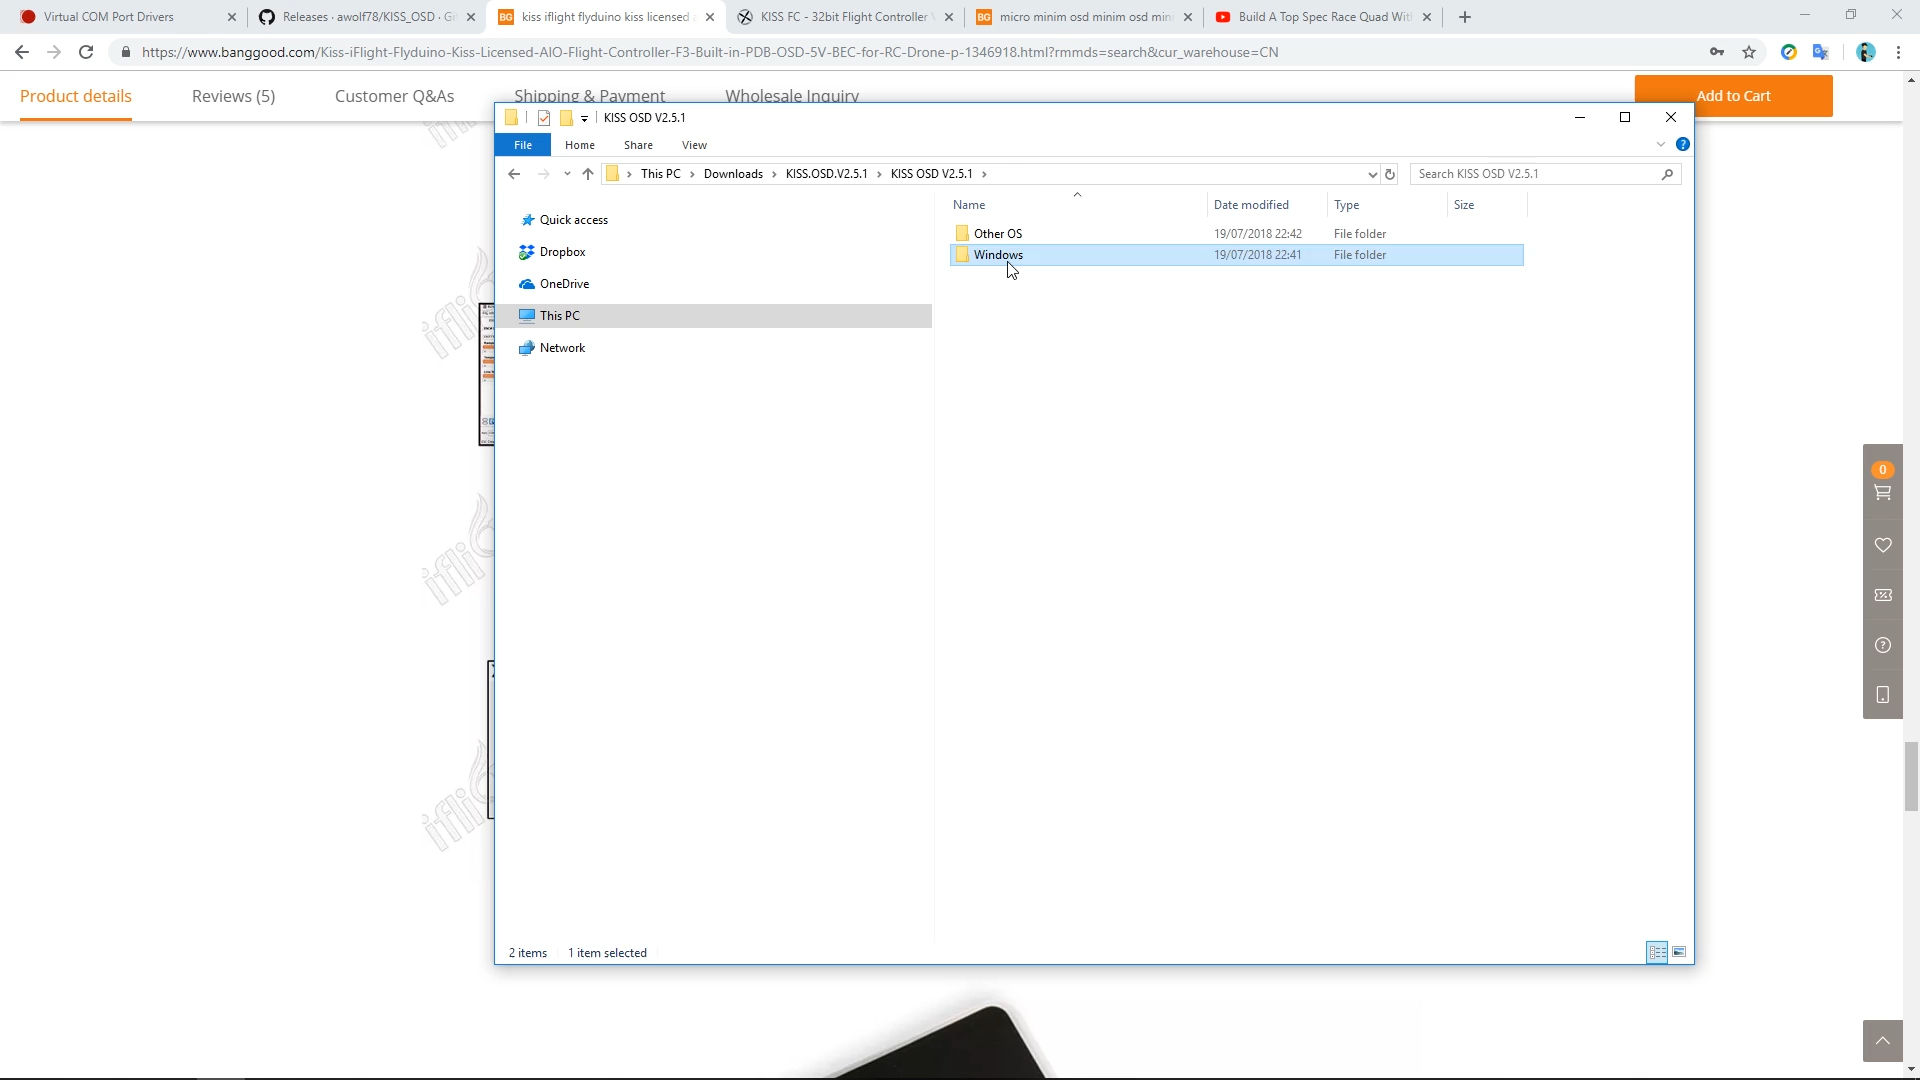 Virtual COM Port Drivers
Releases · awolf78/KISS_OSD · Gi
kiss iflight flyduino kiss licensed
KISS FC - 32bit Flight Controller
micro minim osd minim osd mini
Build A Top Spec Race Quad Wit
https://www.banggood.com/Kiss-iFlight-Flyduino-Kiss-Licensed-AIO-Flight-Controller-F3-Built-in-PDB-OSD-5V-BEC-for-RC-Drone-p-1346918.html?rmmds=search&cur_warehouse=CN
Product details
Reviews (5)
Customer Q&As
Shipping & Payment
Wholesale Inquiry
Add to Cart
KISS OSD V2.5.1
File
Home
Share
View
This PC > Downloads > KISS.OSD.V2.5.1 > KISS OSD V2.5.1 >
Search KISS OSD V2.5.1
Name
Date modified
Type
Size
Quick access
Dropbox
OneDrive
This PC
Network
Other OS 19/07/2018 22:42 File folder
Windows 19/07/2018 22:41 File folder
0
2 items 1 item selected